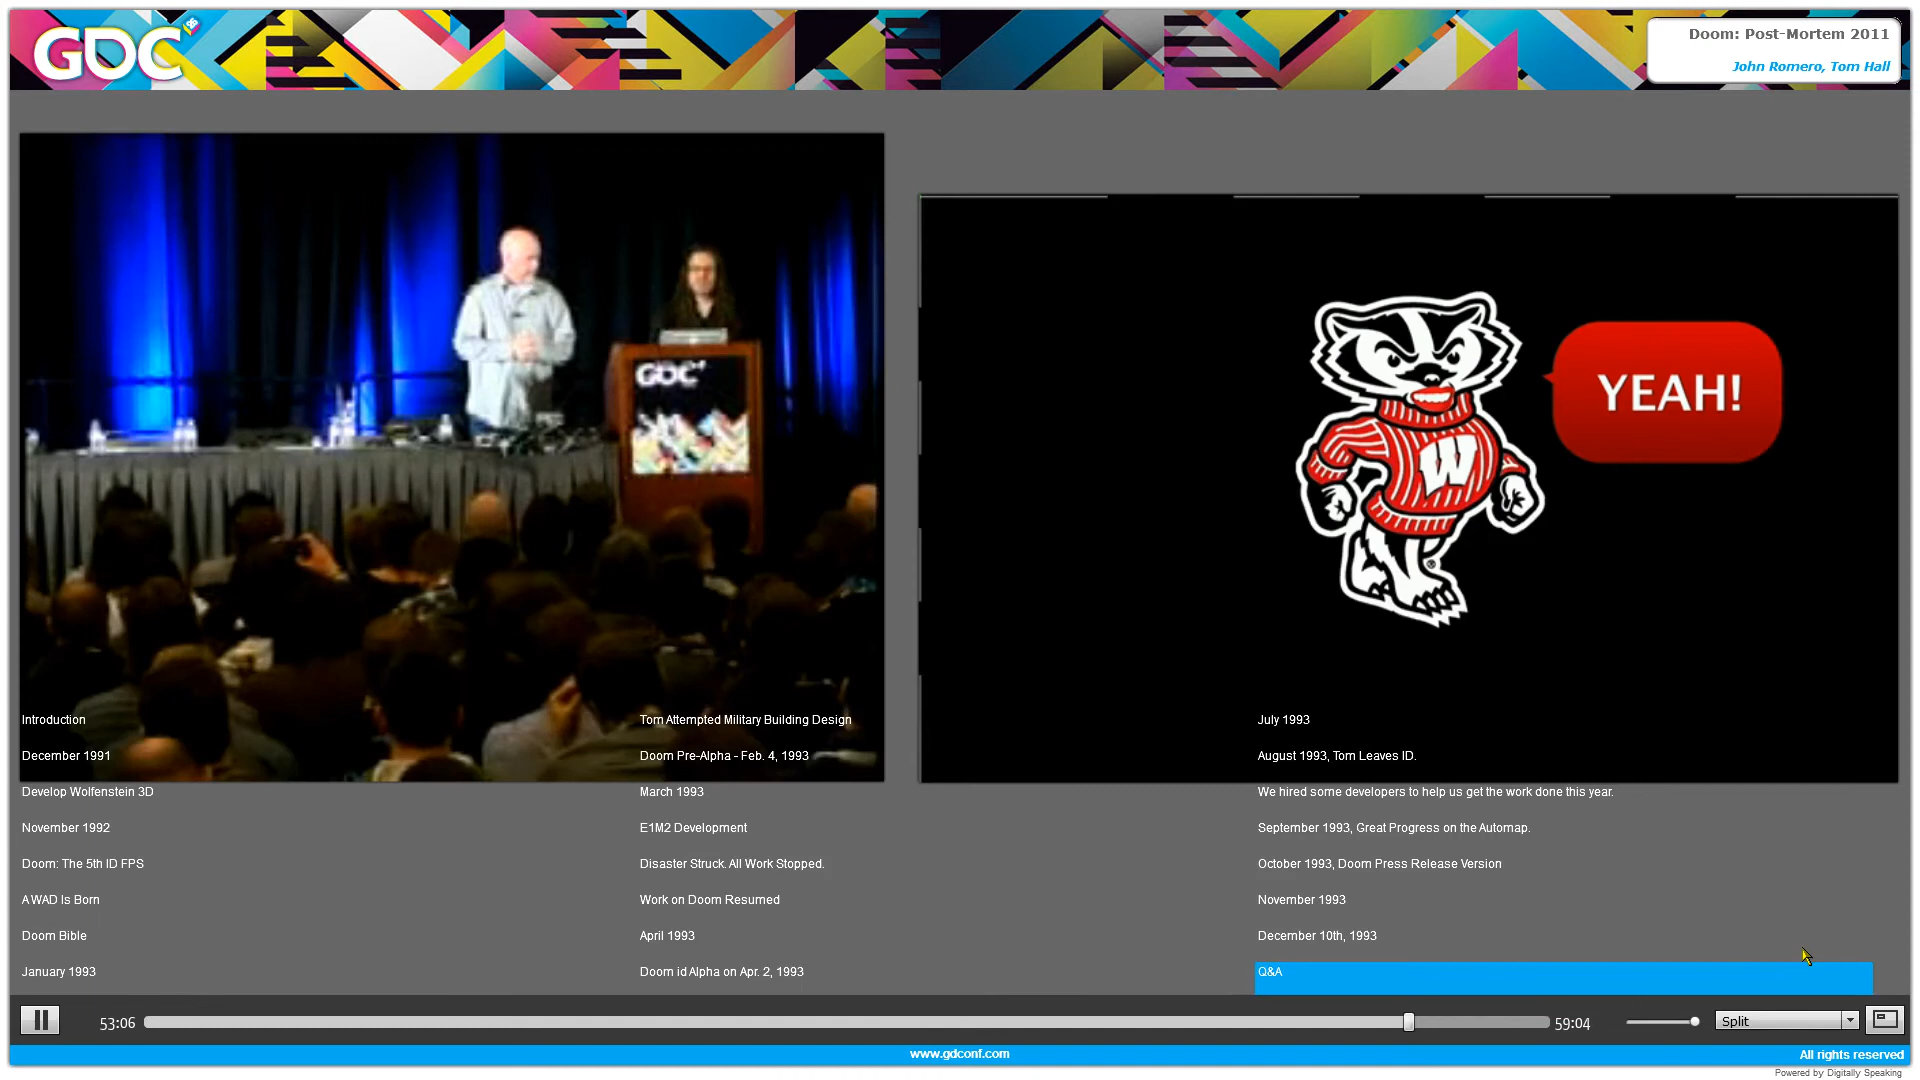 GDC 25
Doom: Post-Mortem 2011
John Romero, Tom Hall
GDC
YEAH!
W
®
Introduction
December 1991
Develop Wolfenstein 3D
November 1992
Doom: The 5th ID FPS
A WAD Is Born
Doom Bible
January 1993
Tom Attempted Military Building Design
Doom Pre-Alpha - Feb. 4, 1993
March 1993
E1M2 Development
Disaster Struck. All Work Stopped.
Work on Doom Resumed
April 1993
Doom id Alpha on Apr. 2, 1993
July 1993
August 1993, Tom Leaves ID.
We hired some developers to help us get the work done this year.
September 1993, Great Progress on the Automap.
October 1993, Doom Press Release Version
November 1993
December 10th, 1993
Q&A
53:06
59:04
Split
www.gdconf.com
All rights reserved
Powered by Digitally Speaking